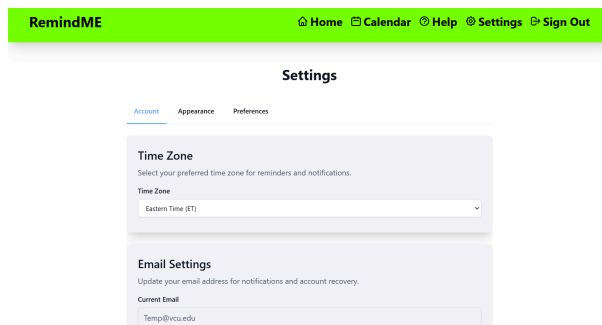 RemindME
Home Calendar Help Settings Sign Out
Settings
Account Appearance Preferences
Time Zone
Select your preferred time zone for reminders and notifications.
Time Zone
Eastern Time (ET)
Email Settings
Update your email address for notifications and account recovery.
Current Email
Temp@vcu.edu